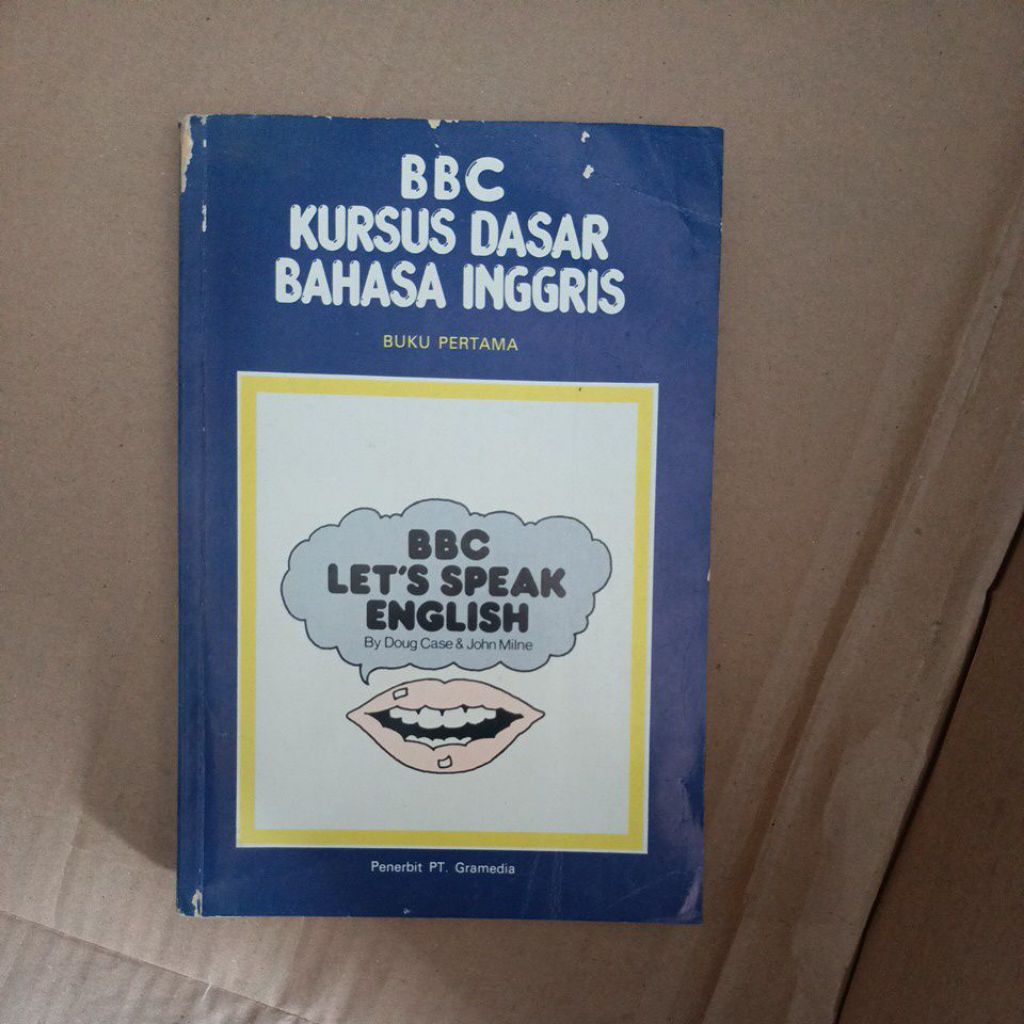 BBC
KURSUS DASAR
BAHASA INGGRIS
BUKU PERTAMA
BBC
LET'S SPEAK
ENGLISH
By Doug Case & John Milne
Penerbit PT. Gramedia